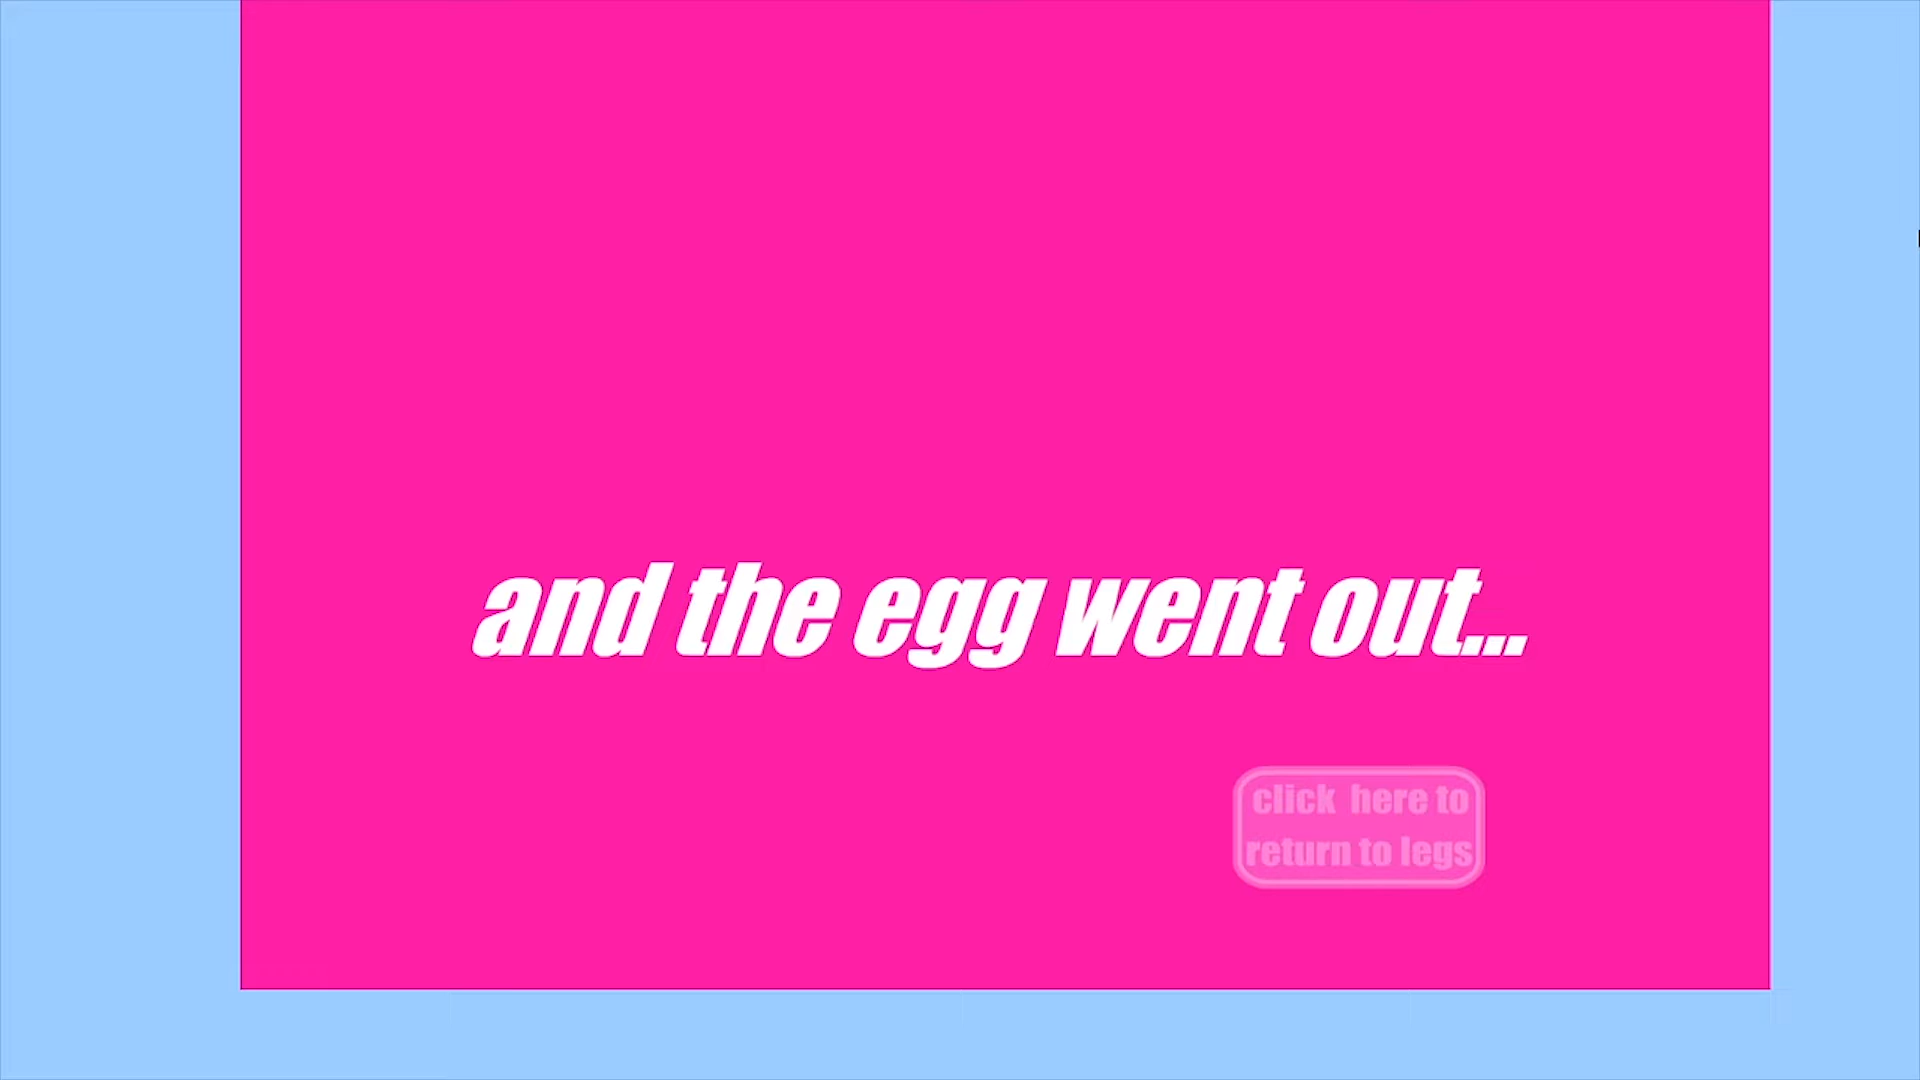 and the egg went out...
click here to
return to legs